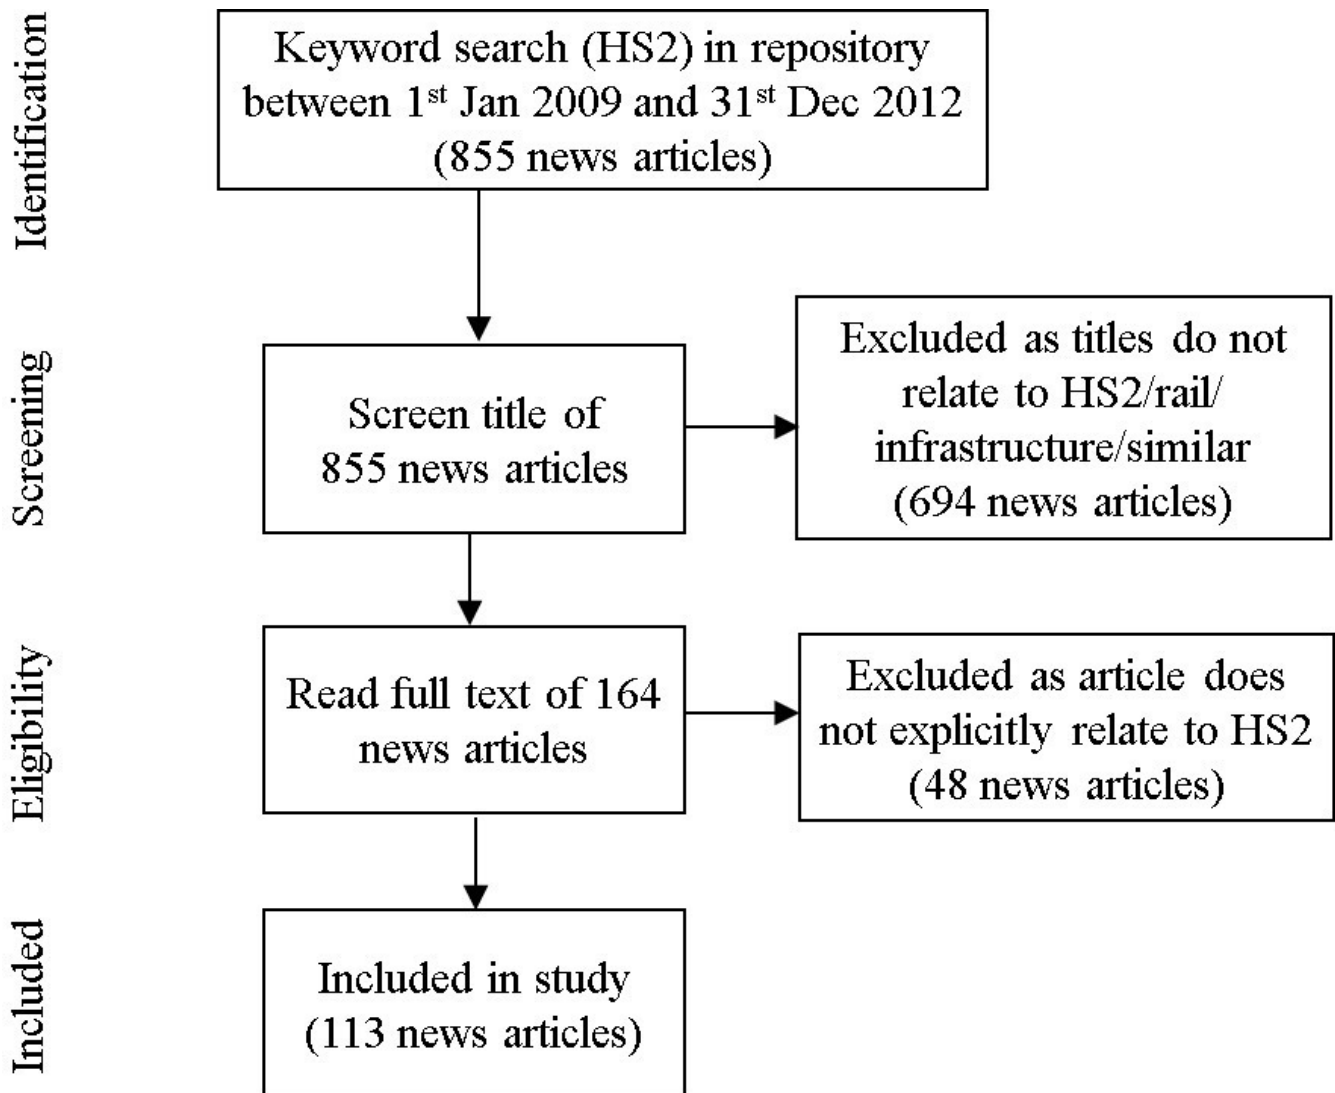 Identification
Keyword search (HS2) in repository
between 1st Jan 2009 and 31st Dec 2012
(855 news articles)
Screening
Screen title of
855 news articles
Excluded as titles do not
relate to HS2/rail/
infrastructure/similar
(694 news articles)
Eligibility
Read full text of 164
news articles
Excluded as article does
not explicitly relate to HS2
(48 news articles)
Included
Included in study
(113 news articles)